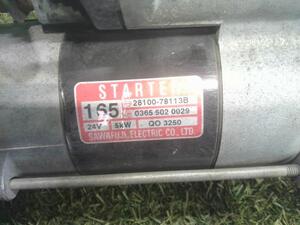 STARTER
165 28100-78113B
0365 502 0029
24V 5kW QO 3250
SAWAFUJI ELECTRIC CO., LTD.